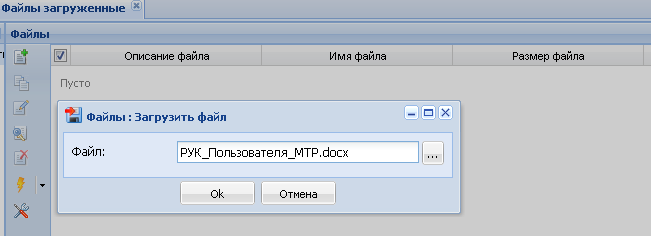 Файлы загруженные
Файлы
Описание файла
Имя файла
Размер файла
Пусто
Файлы : Загрузить файл
Файл:
РУК_Пользователя_МТР.docx
...
Ok
Отмена